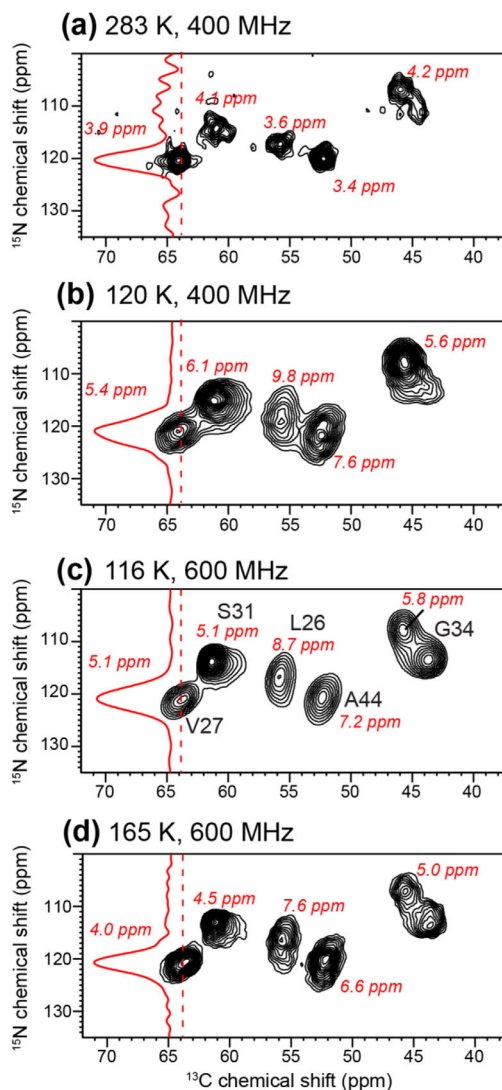 (a) 283 K, 400 MHz
4.2 ppm
4.1 ppm
3.9 ppm
3.6 ppm
3.4 ppm
110
120
130
15N chemical shift (ppm)
70 65 60 55 50 45 40
(b) 120 K, 400 MHz
5.6 ppm
6.1 ppm
9.8 ppm
5.4 ppm
7.6 ppm
110
120
130
15N chemical shift (ppm)
70 65 60 55 50 45 40
(c) 116 K, 600 MHz
5.8 ppm
S31
L26
G34
5.1 ppm
8.7 ppm
5.1 ppm
A44
V27
7.2 ppm
110
120
130
15N chemical shift (ppm)
70 65 60 55 50 45 40
(d) 165 K, 600 MHz
5.0 ppm
4.5 ppm
7.6 ppm
4.0 ppm
6.6 ppm
110
120
130
15N chemical shift (ppm)
70 65 60 55 50 45 40
13C chemical shift (ppm)